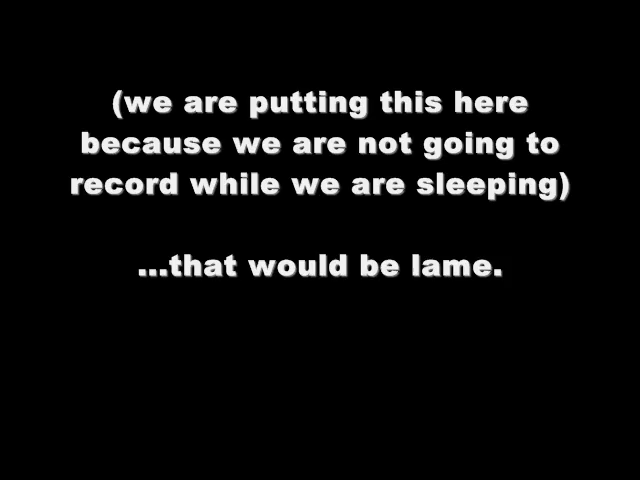 (we are putting this here
because we are not going to
record while we are sleeping)
...that would be lame.